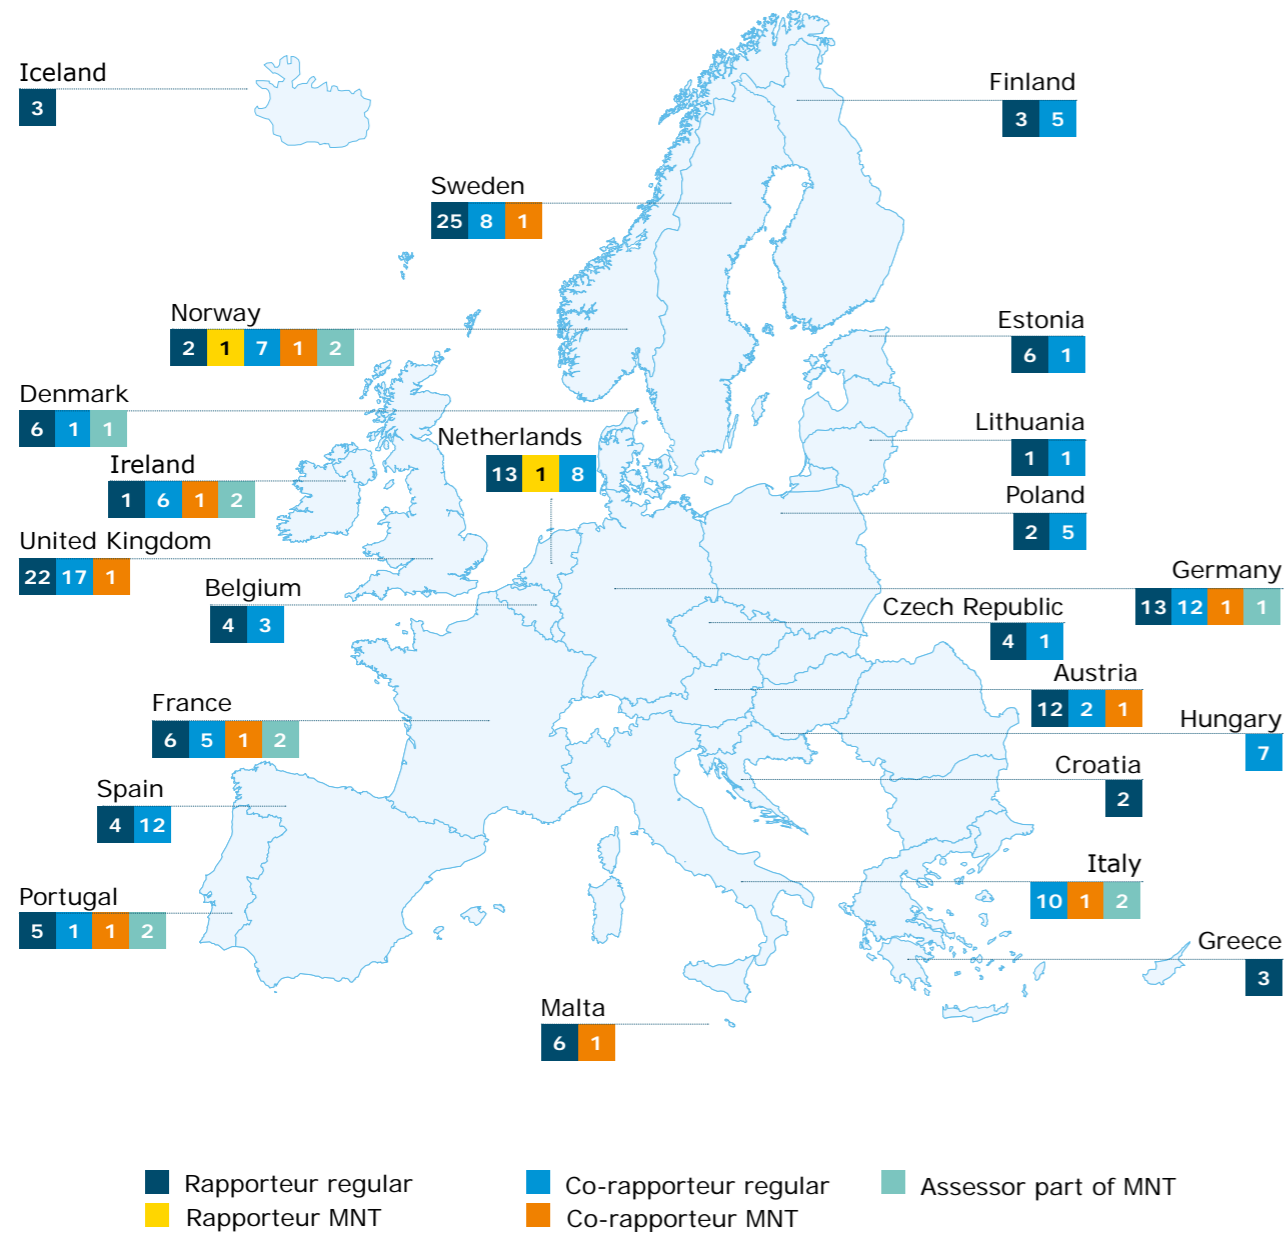 Iceland
3
Finland
3 5
Sweden
25 8 1
Norway
2 1 7 1 2
Estonia
6 1
Denmark
6 1 1
Netherlands
13 1 8
Lithuania
1 1
Ireland
1 6 1 2
Poland
2 5
United Kingdom
22 17 1
Germany
13 12 1 1
Belgium
4 3
Czech Republic
4 1
Austria
12 2 1
France
6 5 1 2
Hungary
7
Croatia
2
Spain
4 12
Italy
10 1 2
Portugal
5 1 1 2
Greece
3
Malta
6 1
Rapporteur regular
Co-rapporteur regular
Assessor part of MNT
Rapporteur MNT
Co-rapporteur MNT